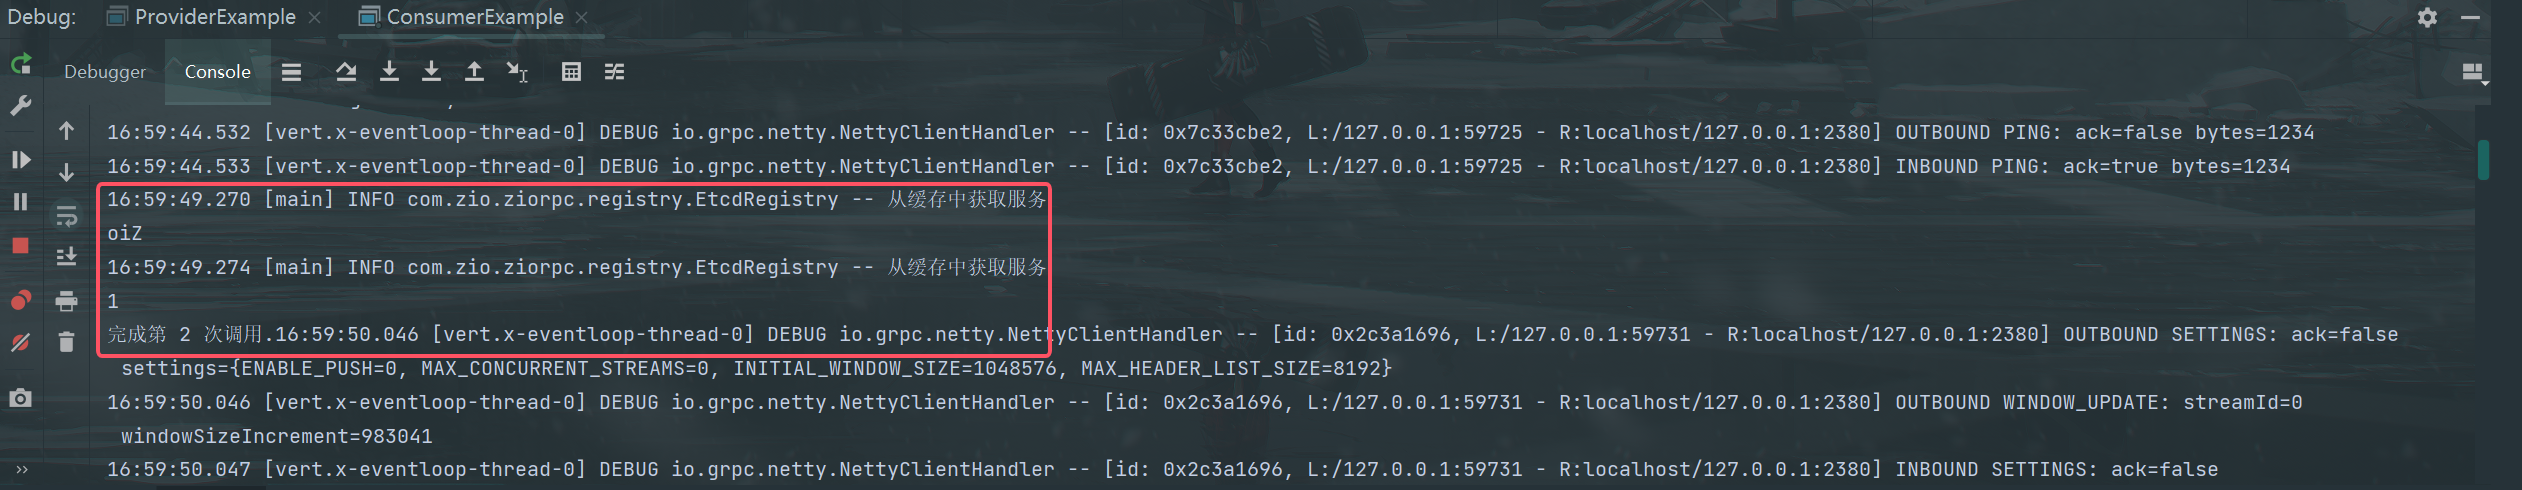 Debug: ProviderExample ConsumerExample
Debugger Console
16:59:44.532 [vert.x-eventloop-thread-0] DEBUG io.grpc.netty.NettyClientHandler -- [id: 0x7c33cbe2, L:/127.0.0.1:59725 - R:localhost/127.0.0.1:2380] OUTBOUND PING: ack=false bytes=1234
16:59:44.533 [vert.x-eventloop-thread-0] DEBUG io.grpc.netty.NettyClientHandler -- [id: 0x7c33cbe2, L:/127.0.0.1:59725 - R:localhost/127.0.0.1:2380] INBOUND PING: ack=true bytes=1234
16:59:49.270 [main] INFO com.zio.ziorpc.registry.EtcdRegistry -- 从缓存中获取服务
oiZ
16:59:49.274 [main] INFO com.zio.ziorpc.registry.EtcdRegistry -- 从缓存中获取服务
1
完成第 2 次调用.16:59:50.046 [vert.x-eventloop-thread-0] DEBUG io.grpc.netty.NettyClientHandler -- [id: 0x2c3a1696, L:/127.0.0.1:59731 - R:localhost/127.0.0.1:2380] OUTBOUND SETTINGS: ack=false
settings={ENABLE_PUSH=0, MAX_CONCURRENT_STREAMS=0, INITIAL_WINDOW_SIZE=1048576, MAX_HEADER_LIST_SIZE=8192}
16:59:50.046 [vert.x-eventloop-thread-0] DEBUG io.grpc.netty.NettyClientHandler -- [id: 0x2c3a1696, L:/127.0.0.1:59731 - R:localhost/127.0.0.1:2380] OUTBOUND WINDOW_UPDATE: streamId=0
windowSizeIncrement=983041
16:59:50.047 [vert.x-eventloop-thread-0] DEBUG io.grpc.netty.NettyClientHandler -- [id: 0x2c3a1696, L:/127.0.0.1:59731 - R:localhost/127.0.0.1:2380] INBOUND SETTINGS: ack=false